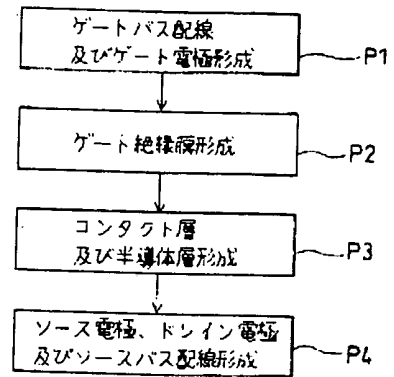 ゲートバス配線
及びゲート電極形成
P1
ゲート絶縁膜形成
P2
コンタクト層
及び半導体層形成
P3
ソース電極、ドレイン電極
及びソースバス配線形成
P4